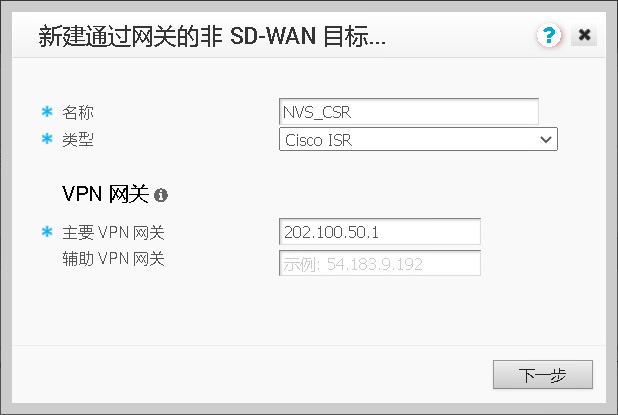 新建通过网关的非 SD-WAN 目标...
?
* 名称 NVS_CSR
* 类型 Cisco ISR
VPN 网关
* 主要 VPN 网关 202.100.50.1
辅助 VPN 网关 示例: 54.183.9.192
下一步